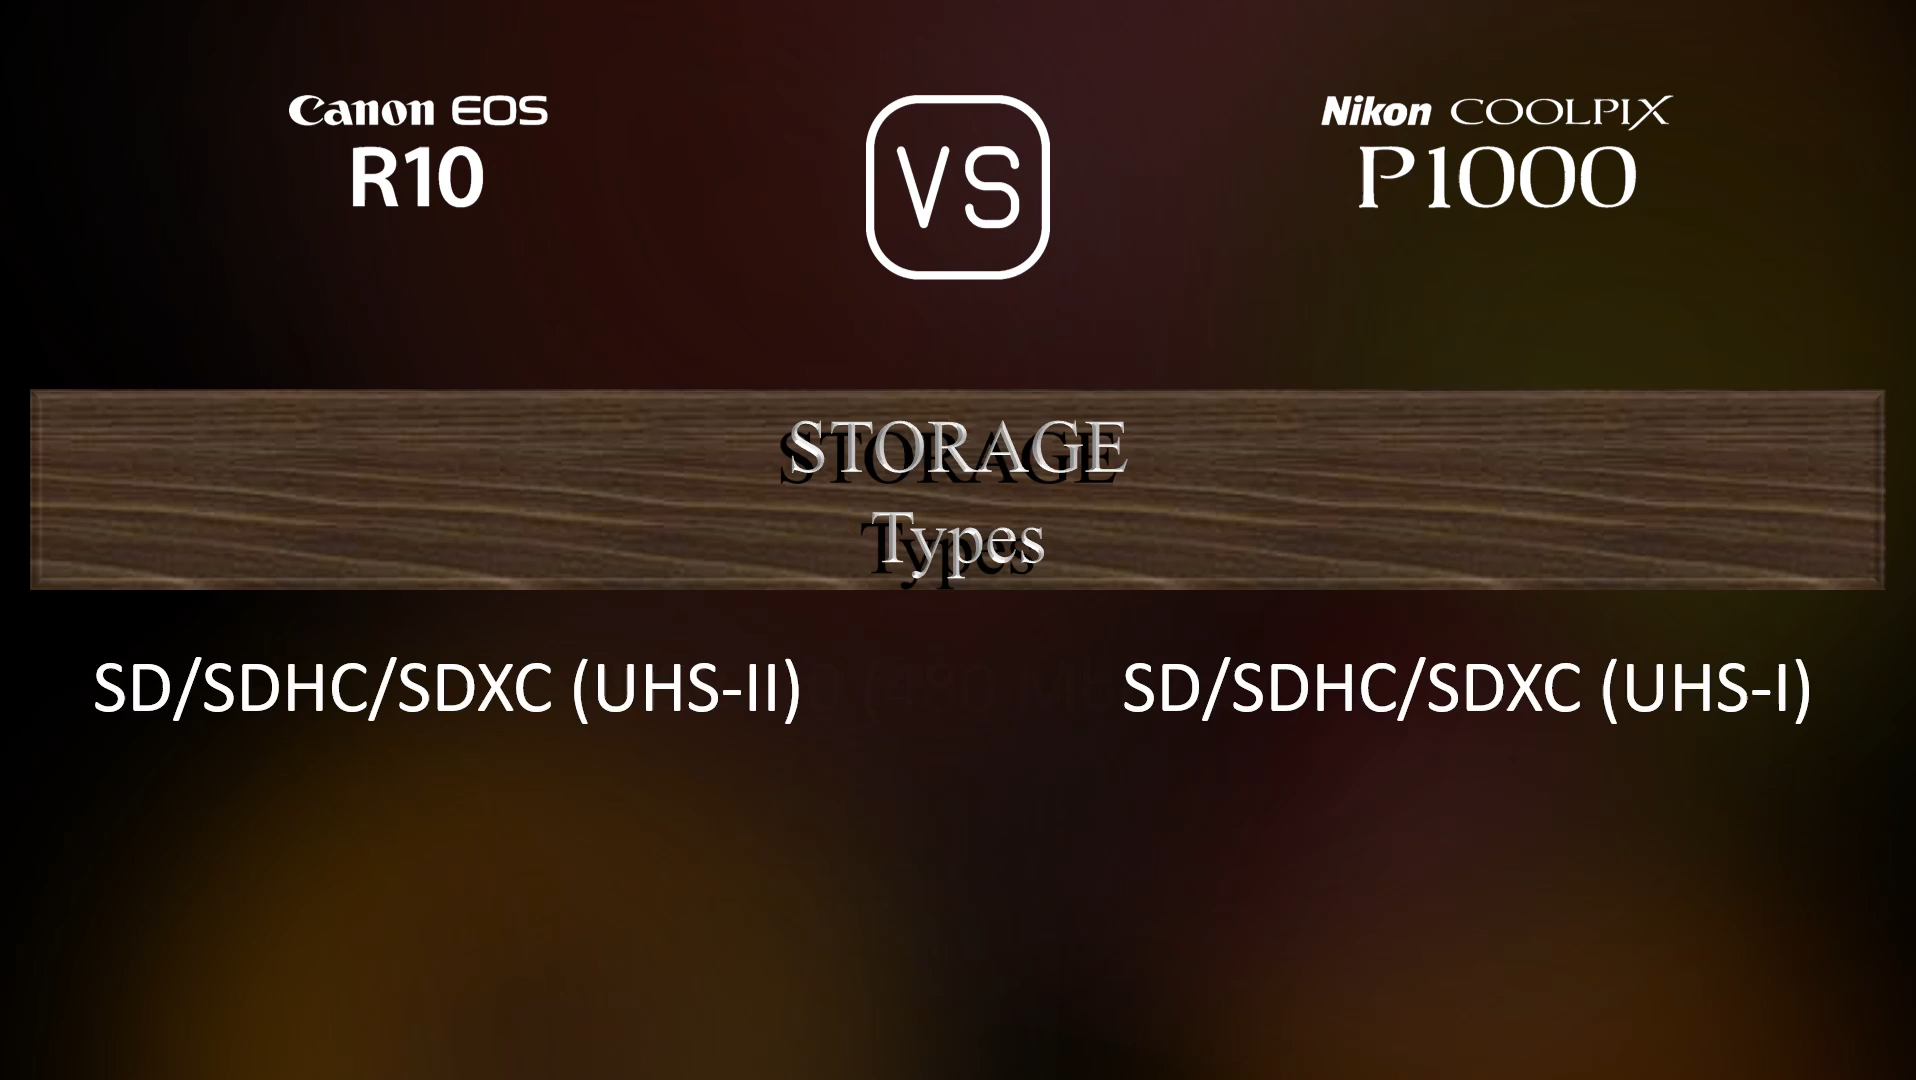 Canon EOS
R10
VS
Nikon COOLPIX
P1000
STORAGE
Types
SD/SDHC/SDXC (UHS-II)
SD/SDHC/SDXC (UHS-I)